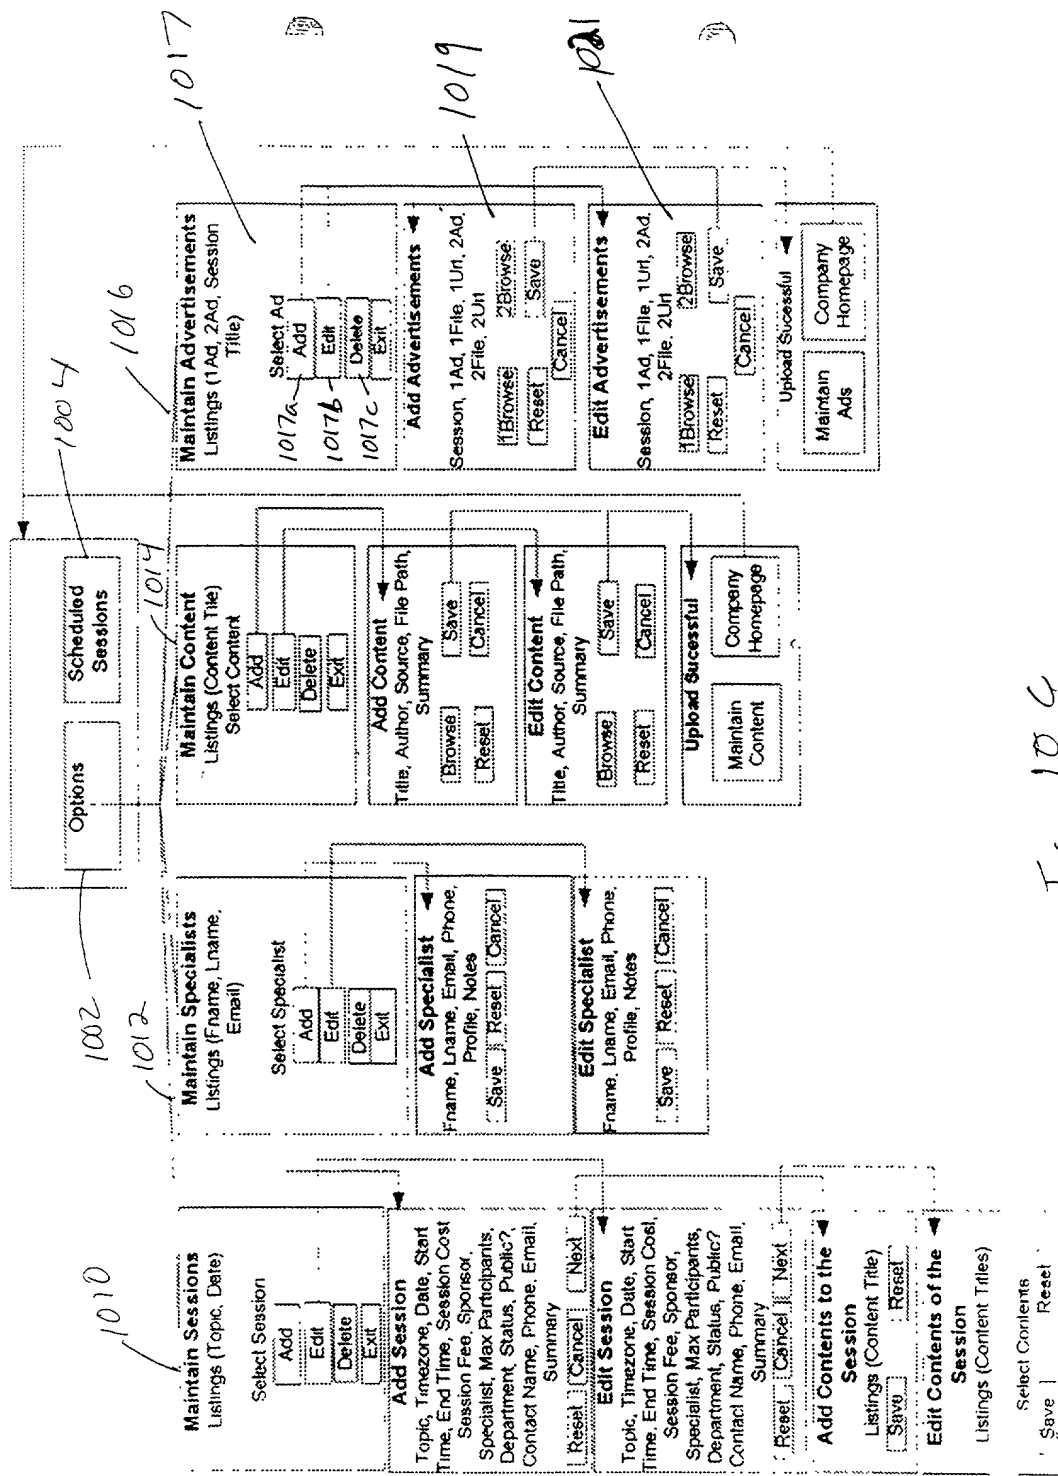 1002
1004
Options
Scheduled
Sessions
1010
Maintain Sessions
Listings (Topic, Date)
Select Session
Add
Edit
Delete
Exit
Add Session
Topic, Timezone, Date, Start
Time, End Time, Session Cost
Session Fee, Sponsor,
Specialist, Max Participants,
Department, Status, Public?,
Contact Name, Phone, Email,
Summary
Reset Cancel Next
Edit Session
Topic, Timezone, Date, Start
Time, End Time, Session Cost,
Session Fee, Sponsor,
Specialist, Max Participants,
Department, Status, Public?
Contact Name, Phone, Email,
Summary
Reset Cancel Next
Add Contents to the
Session
Listings (Content Title)
Save Reset
Edit Contents of the
Session
Listings (Content Titles)
Select Contents
Save Reset
1012
Maintain Specialists
Listings (Fname, Lname,
Email)
Select Specialist
Add
Edit
Delete
Exit
Add Specialist
Fname, Lname, Email, Phone,
Profile, Notes
Save Reset Cancel
Edit Specialist
Fname, Lname, Email, Phone,
Profile, Notes
Save Reset Cancel
1014
Maintain Content
Listings (Content Title)
Select Content
Add
Edit
Delete
Exit
Add Content
Title, Author, Source, File Path,
Summary
Browse Save
Reset Cancel
Edit Content
Title, Author, Source, File Path,
Summary
Browse Save
Reset Cancel
Upload Sucessful
Maintain
Content
Company
Homepage
1016
1017
Maintain Advertisements
Listings (1Ad, 2Ad, Session
Title)
Select Ad
1017a Add
1017b Edit
1017c Delete
Exit
1019
Add Advertisements
Session, 1Ad, 1File, 1Url, 2Ad,
2File, 2Url
1Browse 2Browse
Reset Save
Cancel
Edit Advertisements
Session, 1Ad, 1File, 1Url, 2Ad,
2File, 2Url
1Browse 2Browse
Reset Save
Cancel
Upload Sucessful
Maintain
Ads
Company
Homepage
10